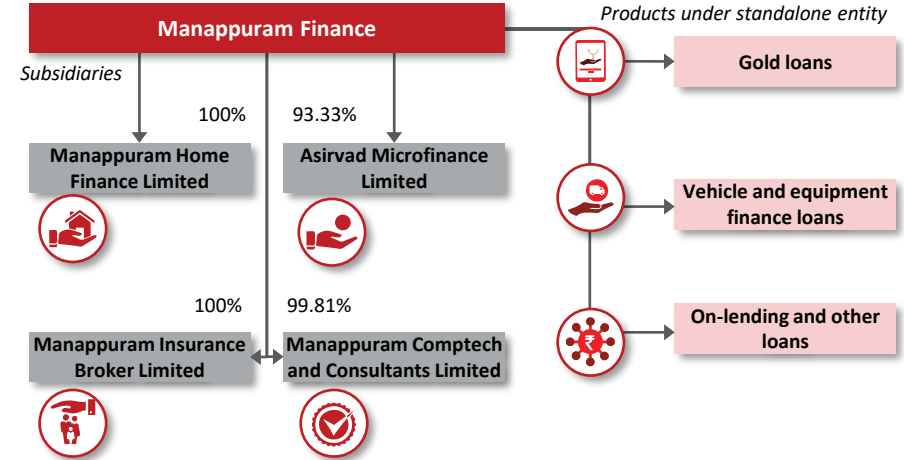 Products under standalone entity
Manappuram Finance
Subsidiaries
Gold loans
100%
93.33%
Manappuram Home
Finance Limited
Asirvad Microfinance
Limited
Vehicle and equipment
finance loans
100%
99.81%
Manappuram Insurance
Broker Limited
Manappuram Comptech
and Consultants Limited
On-lending and other
loans
₹